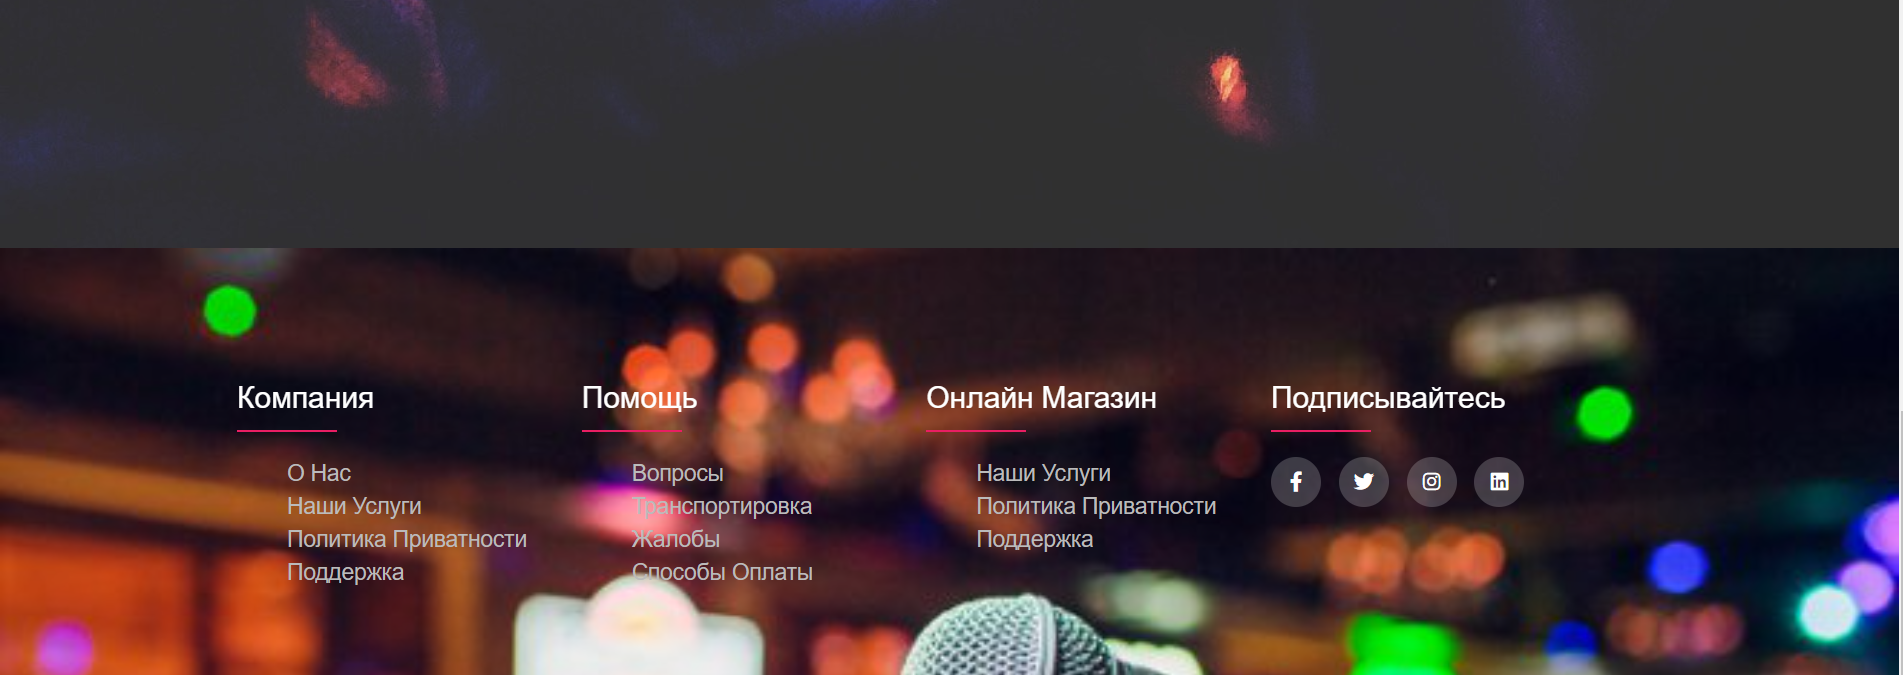 Компания
О Нас
Наши Услуги
Политика Приватности
Поддержка
Помощь
Вопросы
Транспортировка
Жалобы
Способы Оплаты
Онлайн Магазин
Наши Услуги
Политика Приватности
Поддержка
Подписывайтесь